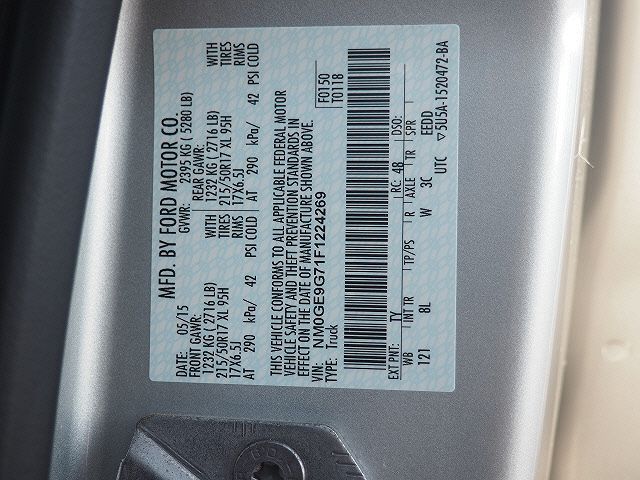 MFD. BY FORD MOTOR CO.
DATE: 05/15 GVWR: 2395 KG ( 5280 LB)
FRONT GAWR: REAR GAWR:
1232 KG ( 2716 LB) WITH 1232 KG ( 2716 LB) WITH
215/50R17 XL 95H TIRES 215/50R17 XL 95H TIRES
17X6.5J RIMS 17X6.5J RIMS
AT 290 kPa/ 42 PSI COLD AT 290 kPa/ 42 PSI COLD
THIS VEHICLE CONFORMS TO ALL APPLICABLE FEDERAL MOTOR
VEHICLE SAFETY AND THEFT PREVENTION STANDARDS IN
EFFECT ON THE DATE OF MANUFACTURE SHOWN ABOVE.
VIN: NM0GE9G71F1224269 F0150
TYPE: Truck T0118
EXT PNT: TY RC: 4B DSO:
WB INT TR TP/PS R AXLE TR SPR
121 8L W 3C EEDD
UTC ▽5U5A-1520472-BA